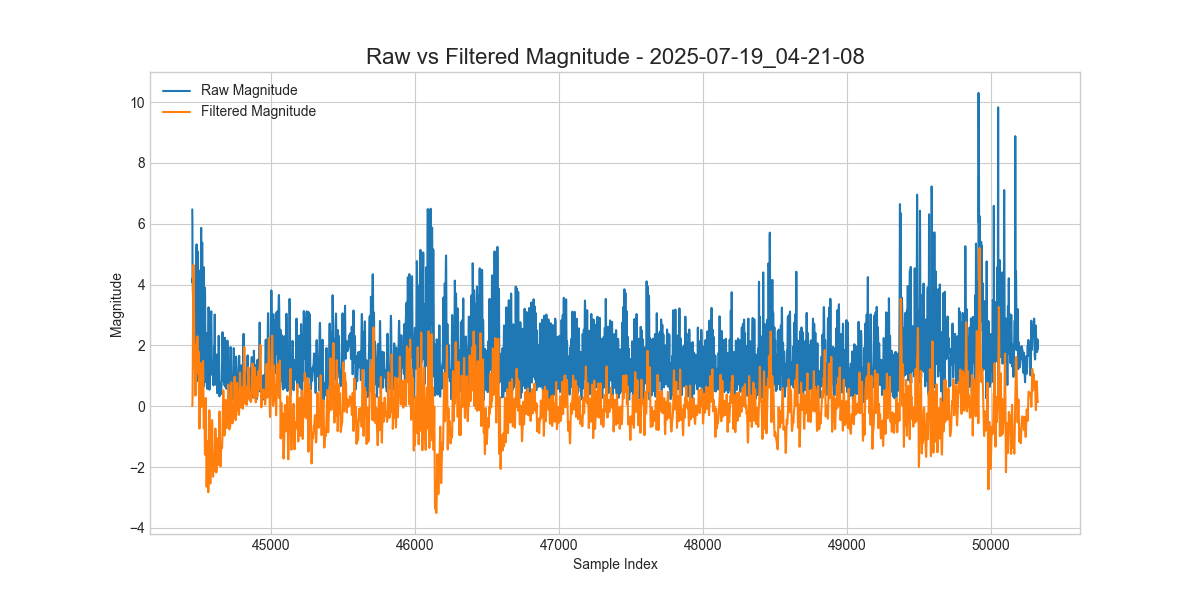 Raw vs Filtered Magnitude - 2025-07-19_04-21-08
Raw Magnitude
Filtered Magnitude
Magnitude
10
8
6
4
2
0
−2
−4
45000 46000 47000 48000 49000 50000
Sample Index